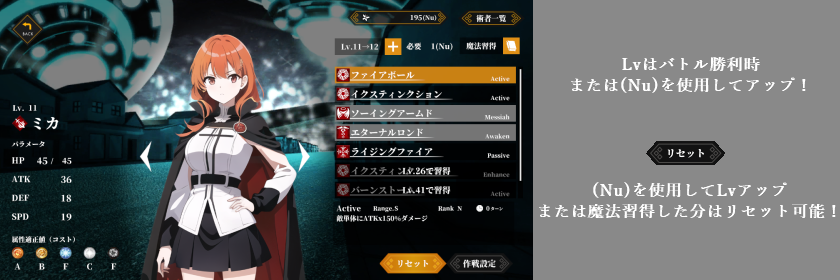 BACK
195(Nu)
術者一覧
Lv.11→12
必要 1(Nu)
魔法習得
ファイアボール
Active
イクスティンクション
Active
ソーイングアームド
Messiah
エターナルロンド
Awaken
ライジングファイア
Passive
Lv.26で習得
Enhance
Lv.41で習得
Active
Active Range.S Rank N 0ターン
敵単体にATKx150%ダメージ
リセット
作戦設定
Lv. 11
ミカ
パラメータ
HP 45 / 45
ATK 36
DEF 18
SPD 19
属性適正値(コスト)
A B F C F
Lvはバトル勝利時
または(Nu)を使用してアップ!
リセット
(Nu)を使用してLvアップ
または魔法習得した分はリセット可能!